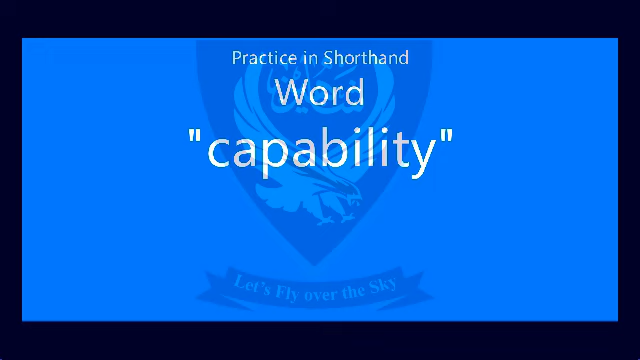 Practice in Shorthand
Word
"capability"
Let's Fly over the Sky